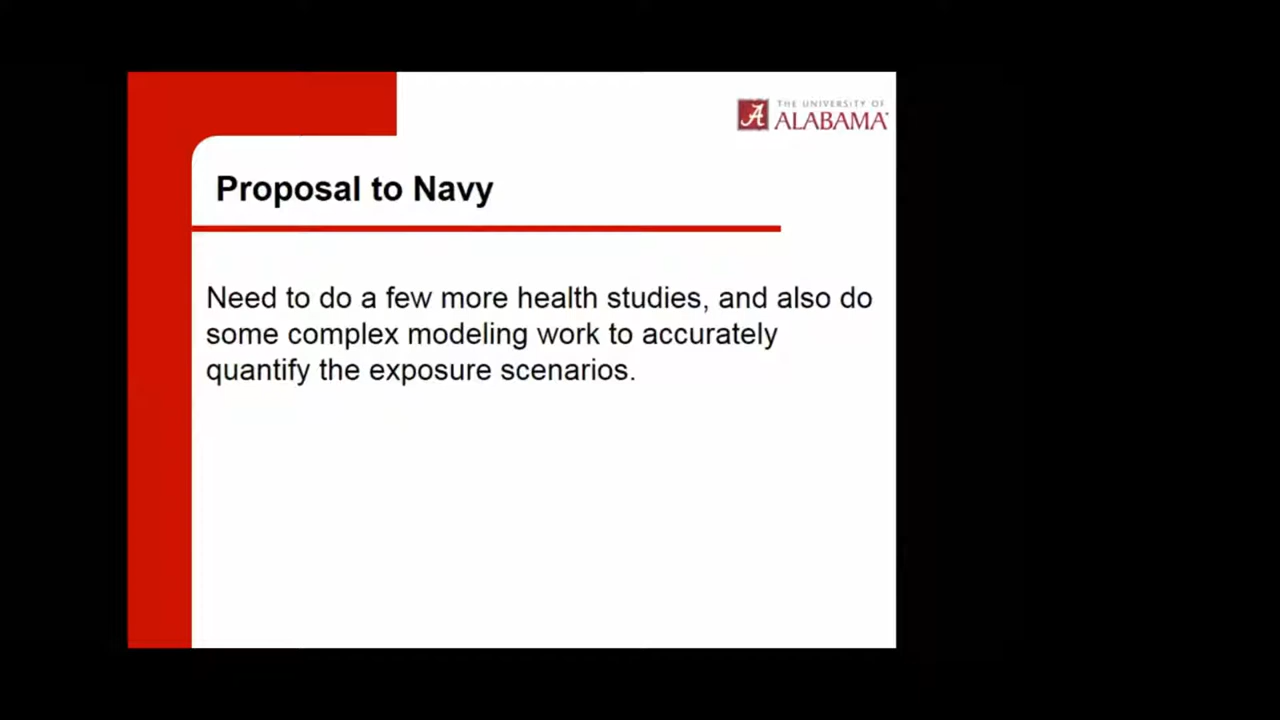 THE UNIVERSITY OF
ALABAMA
Proposal to Navy
Need to do a few more health studies, and also do
some complex modeling work to accurately
quantify the exposure scenarios.